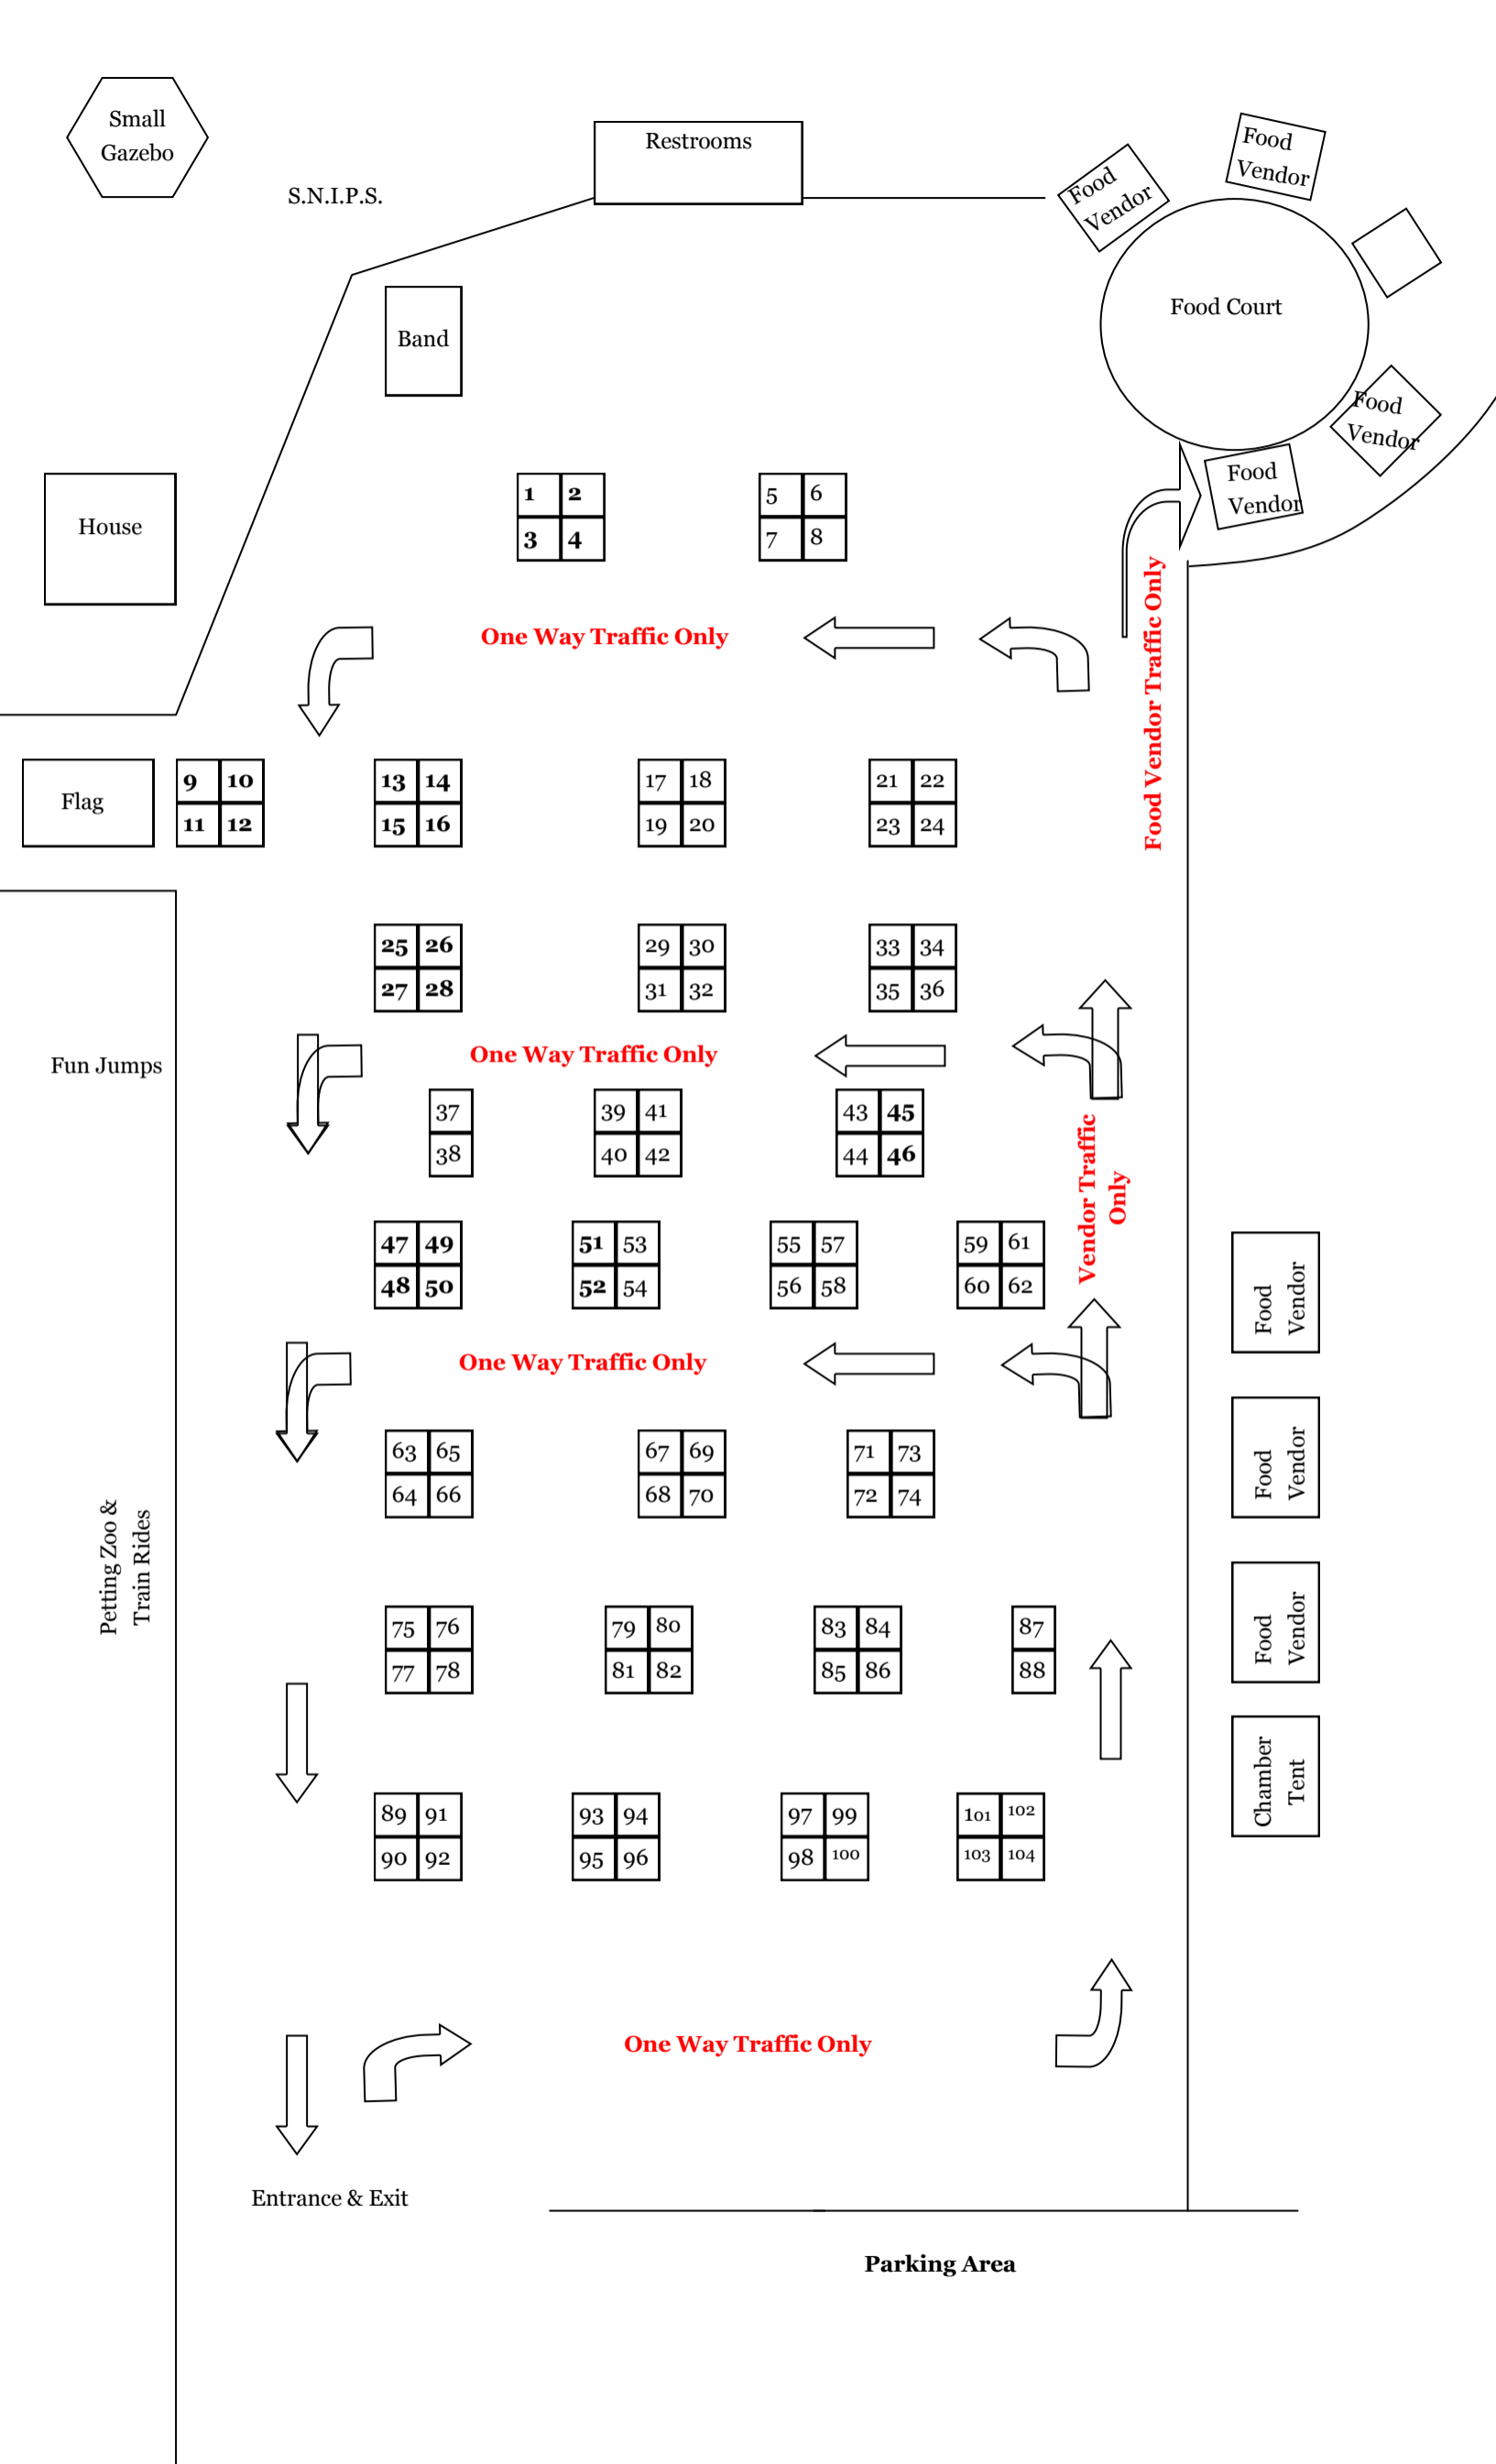 Small
Gazebo
S.N.I.P.S.
Restrooms
Food
Vendor
Food
Vendor
Food Court
Band
Food
Vendor
Food
Vendor
House
1 2 5 6
3 4 7 8
One Way Traffic Only
Food Vendor Traffic Only
Flag
9 10 13 14 17 18 21 22
11 12 15 16 19 20 23 24
25 26 29 30 33 34
27 28 31 32 35 36
Fun Jumps
One Way Traffic Only
37 39 41 43 45
38 40 42 44 46
Vendor Traffic
Only
47 49 51 53 55 57 59 61
48 50 52 54 56 58 60 62
Food
Vendor
One Way Traffic Only
63 65 67 69 71 73
64 66 68 70 72 74
Food
Vendor
Petting Zoo &
Train Rides
75 76 79 80 83 84 87
77 78 81 82 85 86 88
Food
Vendor
Chamber
Tent
89 91 93 94 97 99 101 102
90 92 95 96 98 100 103 104
One Way Traffic Only
Entrance & Exit
Parking Area